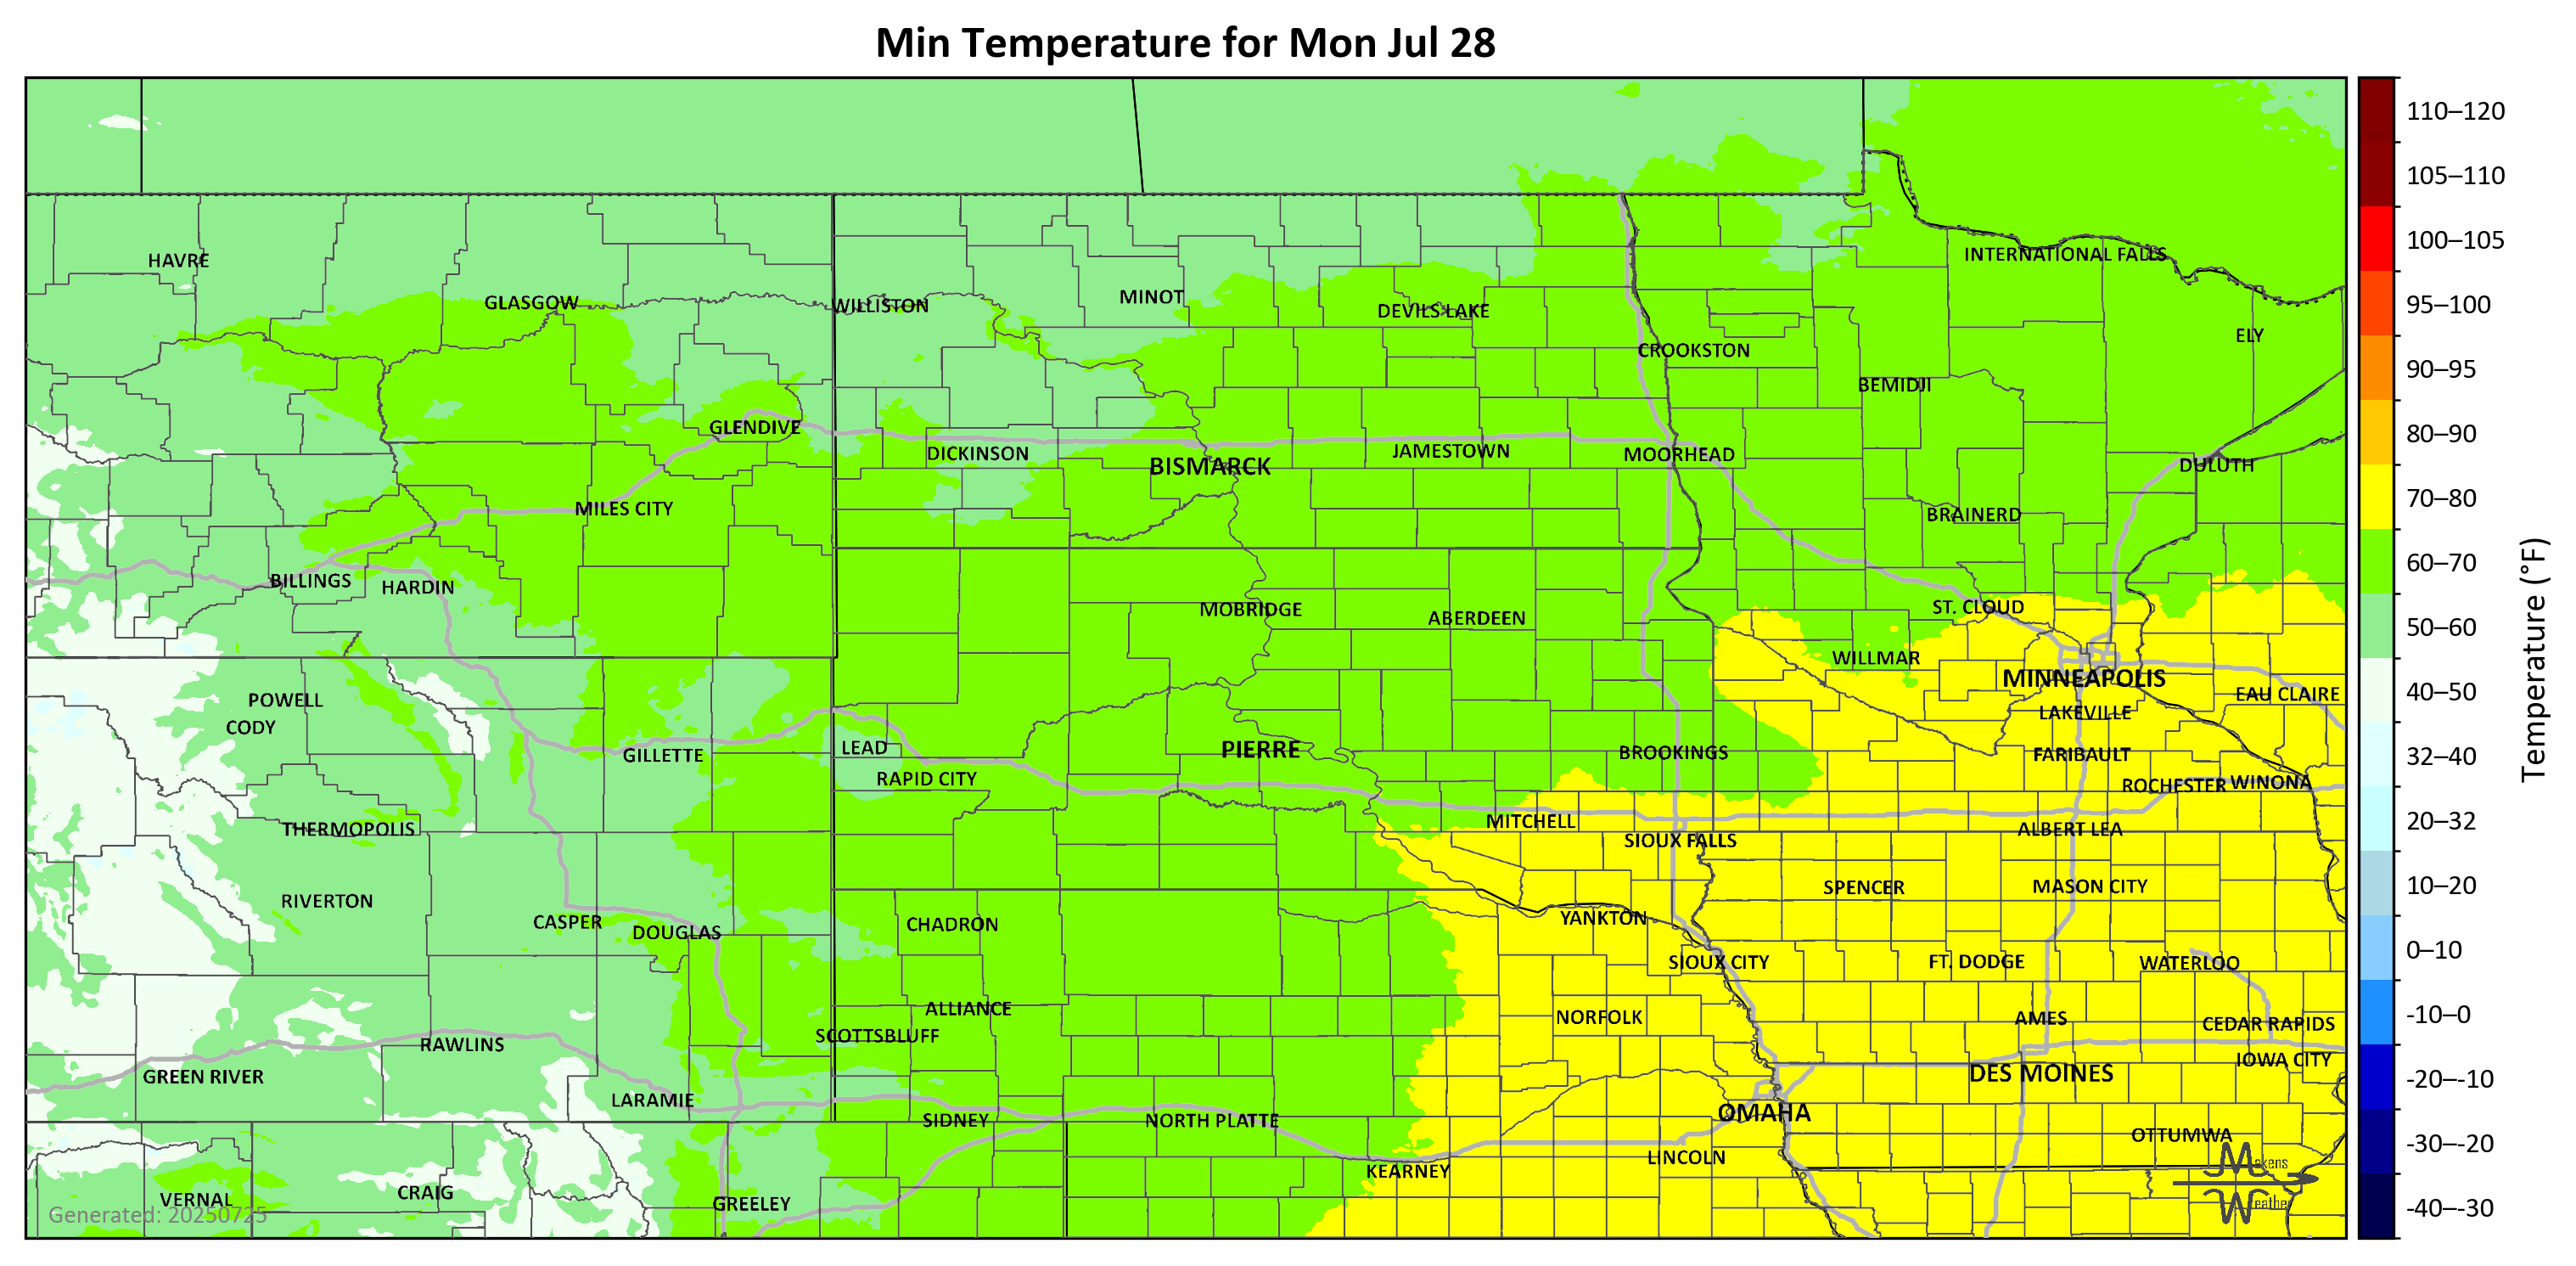 Min Temperature for Mon Jul 28
HAVRE
GLASGOW
WILLISTON
MINOT
DEVILS LAKE
INTERNATIONAL FALLS
CROOKSTON
ELY
BEMIDJI
GLENDIVE
DICKINSON
BISMARCK
JAMESTOWN
MOORHEAD
DULUTH
MILES CITY
BRAINERD
BILLINGS
HARDIN
MOBRIDGE
ABERDEEN
ST. CLOUD
WILLMAR
MINNEAPOLIS
EAU CLAIRE
POWELL
CODY
LAKEVILLE
GILLETTE
LEAD
PIERRE
BROOKINGS
FARIBAULT
RAPID CITY
ROCHESTER
WINONA
THERMOPOLIS
MITCHELL
SIOUX FALLS
ALBERT LEA
RIVERTON
SPENCER
MASON CITY
CASPER
DOUGLAS
CHADRON
YANKTON
SIOUX CITY
FT. DODGE
WATERLOO
ALLIANCE
SCOTTSBLUFF
NORFOLK
AMES
CEDAR RAPIDS
RAWLINS
IOWA CITY
GREEN RIVER
DES MOINES
LARAMIE
SIDNEY
NORTH PLATTE
OMAHA
OTTUMWA
KEARNEY
LINCOLN
VERNAL
CRAIG
GREELEY
Generated: 20250725
Makens
Weather
110–120
105–110
100–105
95–100
90–95
80–90
70–80
60–70
50–60
40–50
32–40
20–32
10–20
0–10
-10–0
-20–-10
-30–-20
-40–-30
Temperature (°F)